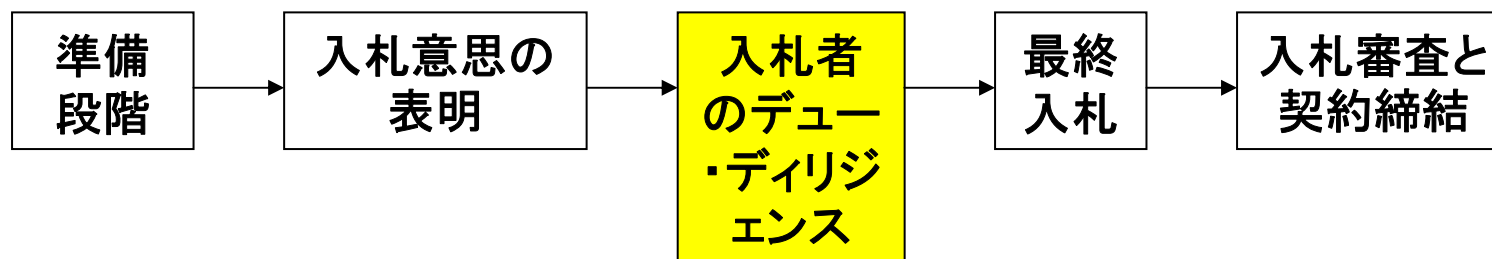 準備
段階
入札意思の
表明
入札者
のデュー
・ディリジ
ェンス
最終
入札
入札審査と
契約締結